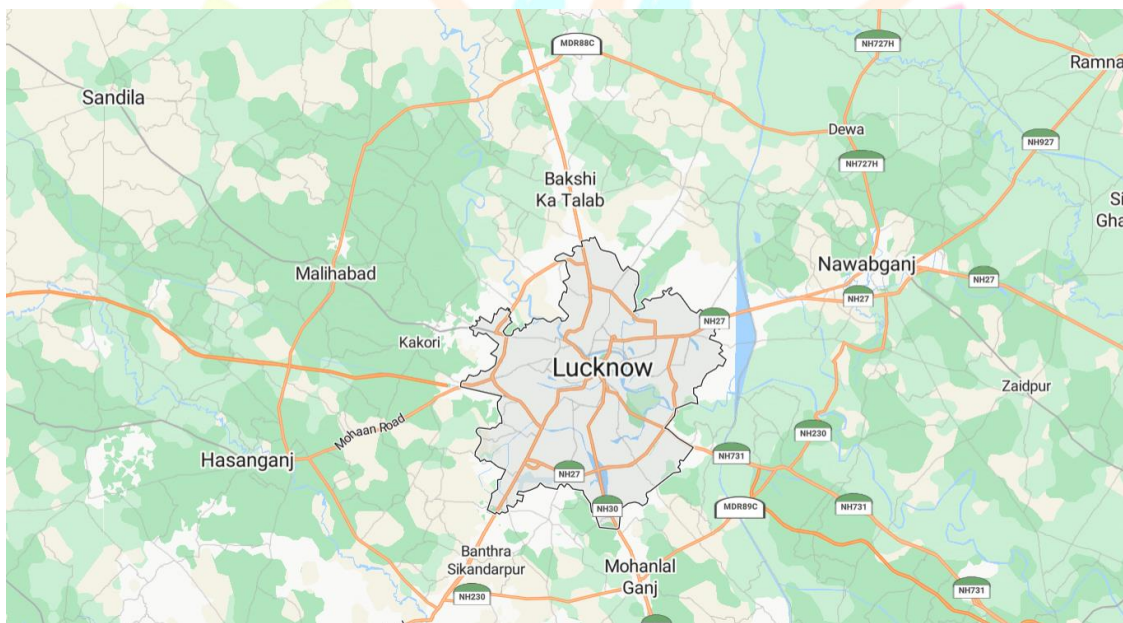 MDR88C
NH727H
Ramna
Sandila
Dewa
NH927
NH727H
Bakshi
Ka Talab
Si
Gha
Malihabad
Nawabganj
NH27
NH27
NH27
Kakori
Lucknow
Zaidpur
Mohaan Road
NH230
Hasanganj
NH731
NH27
NH30
MDR89C
NH731
Banthra
Sikandarpur
Mohanlal
Ganj
NH230
NH731